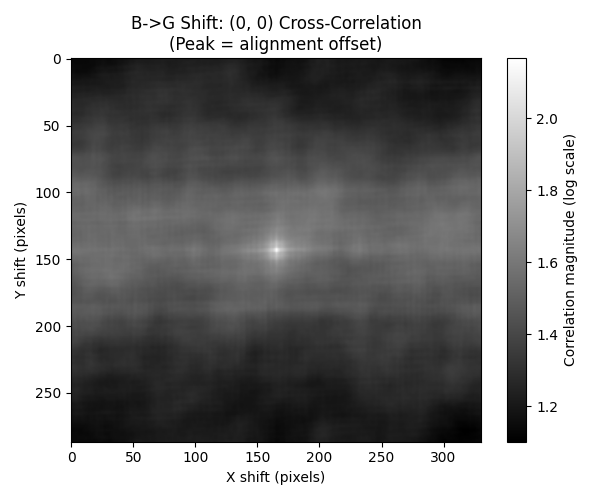 B->G Shift: (0, 0) Cross-Correlation
(Peak = alignment offset)
0
50
100
150
200
250
Y shift (pixels)
0 50 100 150 200 250 300
X shift (pixels)
2.0
1.8
1.6
1.4
1.2
Correlation magnitude (log scale)